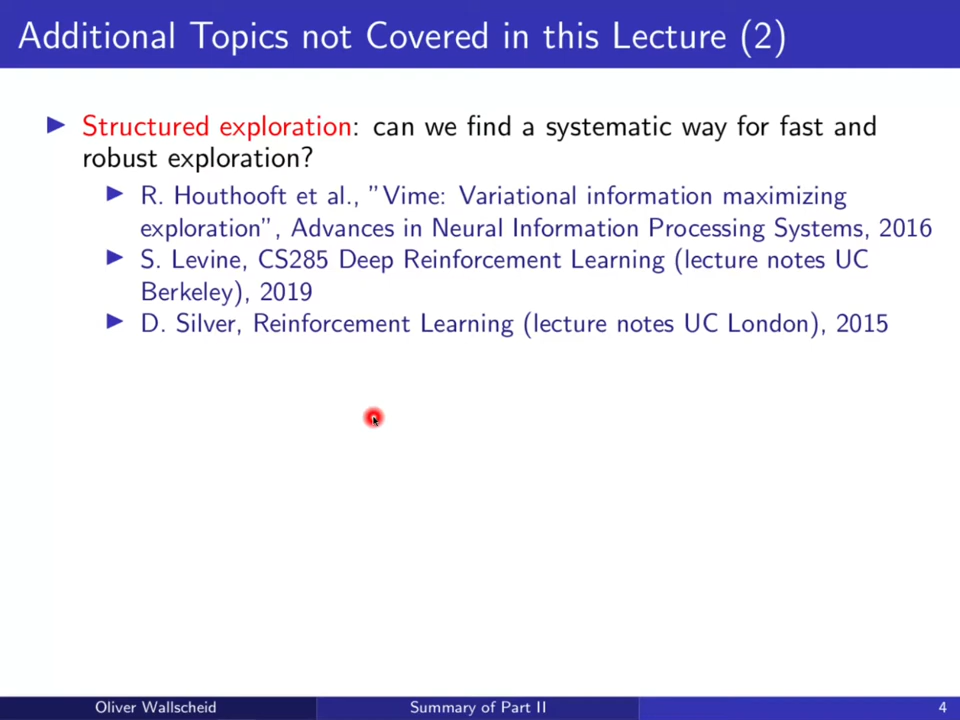 Additional Topics not Covered in this Lecture (2)
Structured exploration: can we find a systematic way for fast and
robust exploration?
R. Houthooft et al., "Vime: Variational information maximizing
exploration", Advances in Neural Information Processing Systems, 2016
S. Levine, CS285 Deep Reinforcement Learning (lecture notes UC
Berkeley), 2019
D. Silver, Reinforcement Learning (lecture notes UC London), 2015
Oliver Wallscheid
Summary of Part II
4